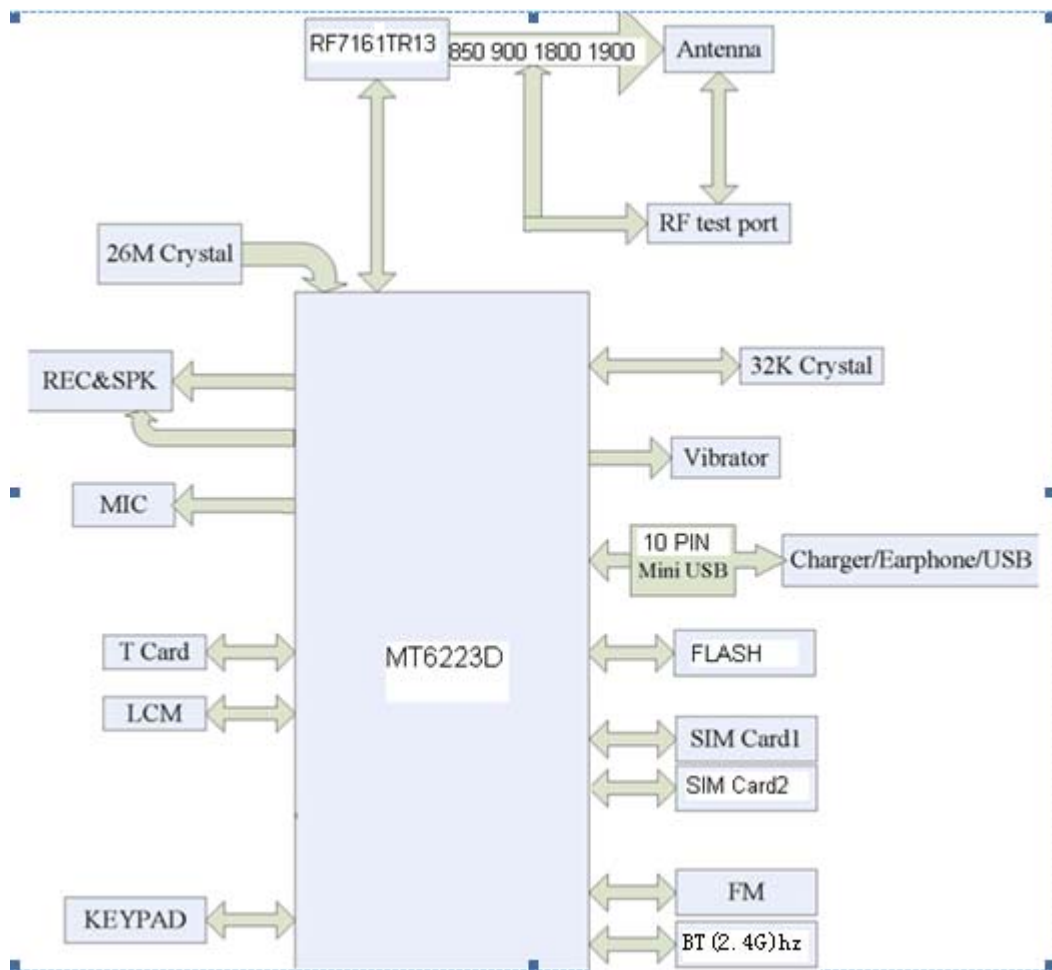 RF7161TR13
850 900 1800 1900
Antenna
RF test port
26M Crystal
REC&SPK
32K Crystal
Vibrator
MIC
10 PIN
Mini USB
Charger/Earphone/USB
T Card
MT6223D
FLASH
LCM
SIM Card1
SIM Card2
FM
KEYPAD
BT(2.4G)hz